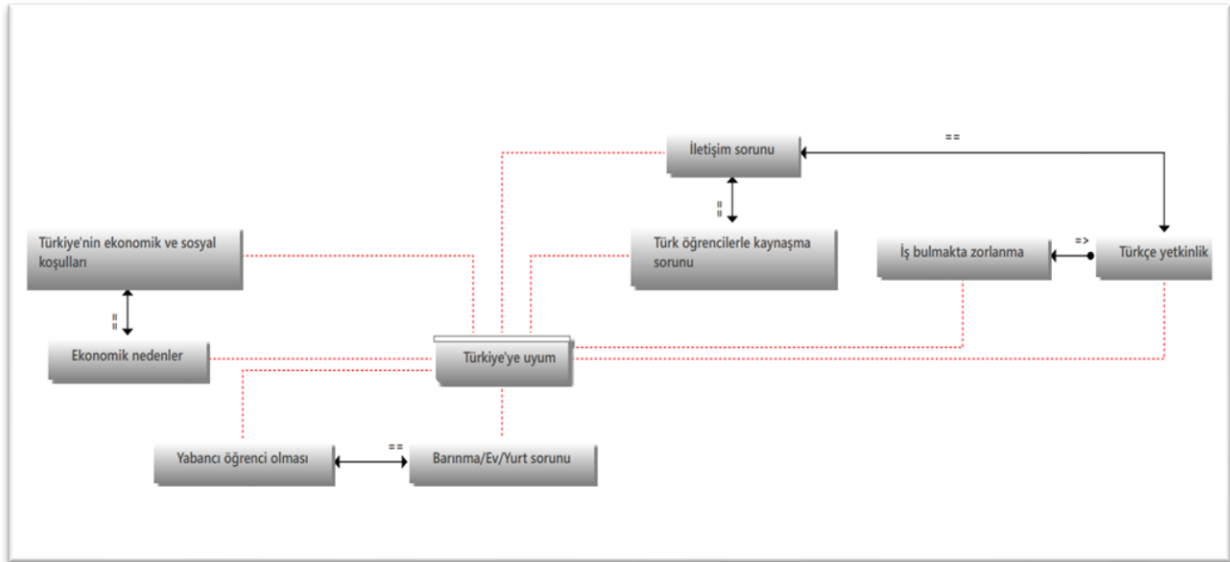 İletişim sorunu
==
Türkiye'nin ekonomik ve sosyal
koşulları
==
Türk öğrencilerle kaynaşma
sorunu
İş bulmakta zorlanma
=>
Türkçe yetkinlik
==
Ekonomik nedenler
Türkiye'ye uyum
Yabancı öğrenci olması
==
Barınma/Ev/Yurt sorunu